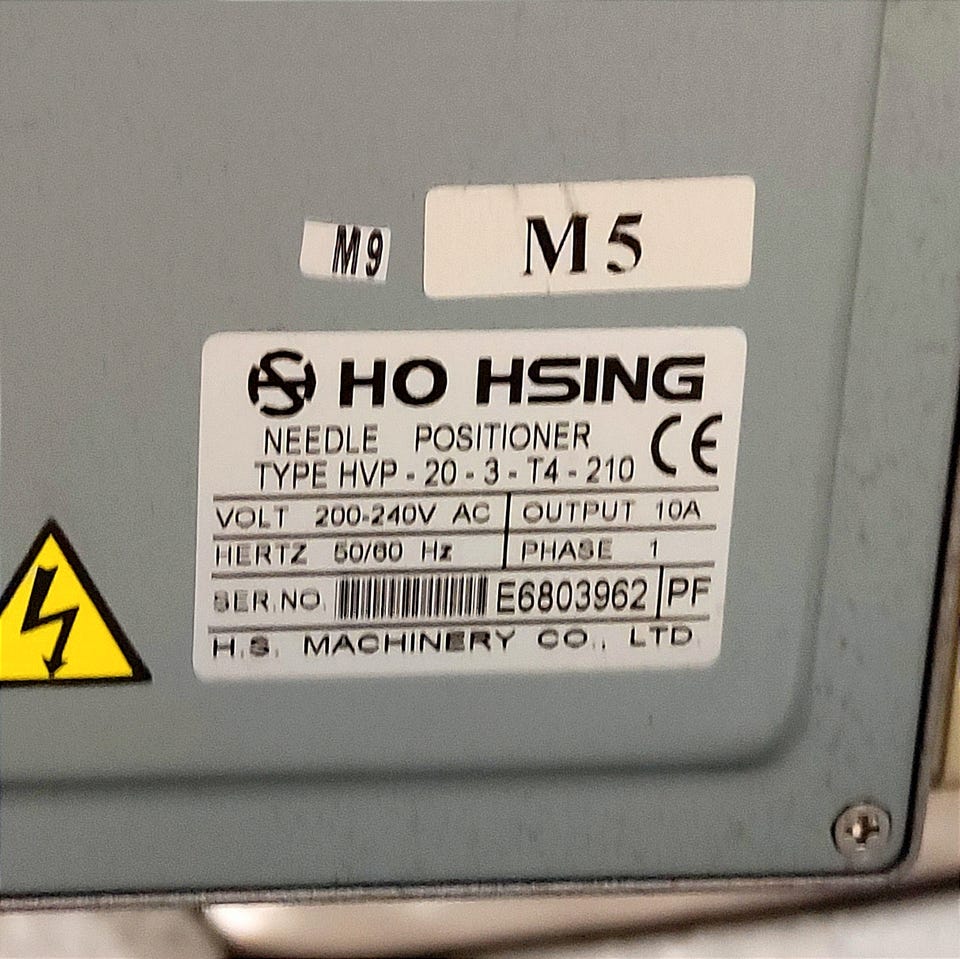 M9
M5
HO HSING
NEEDLE POSITIONER
CE
TYPE HVP - 20 - 3 - T4 - 210
VOLT 200-240V AC OUTPUT 10A
HERTZ 50/60 Hz PHASE 1
SER.NO. E6803962 PF
H.S. MACHINERY CO., LTD.